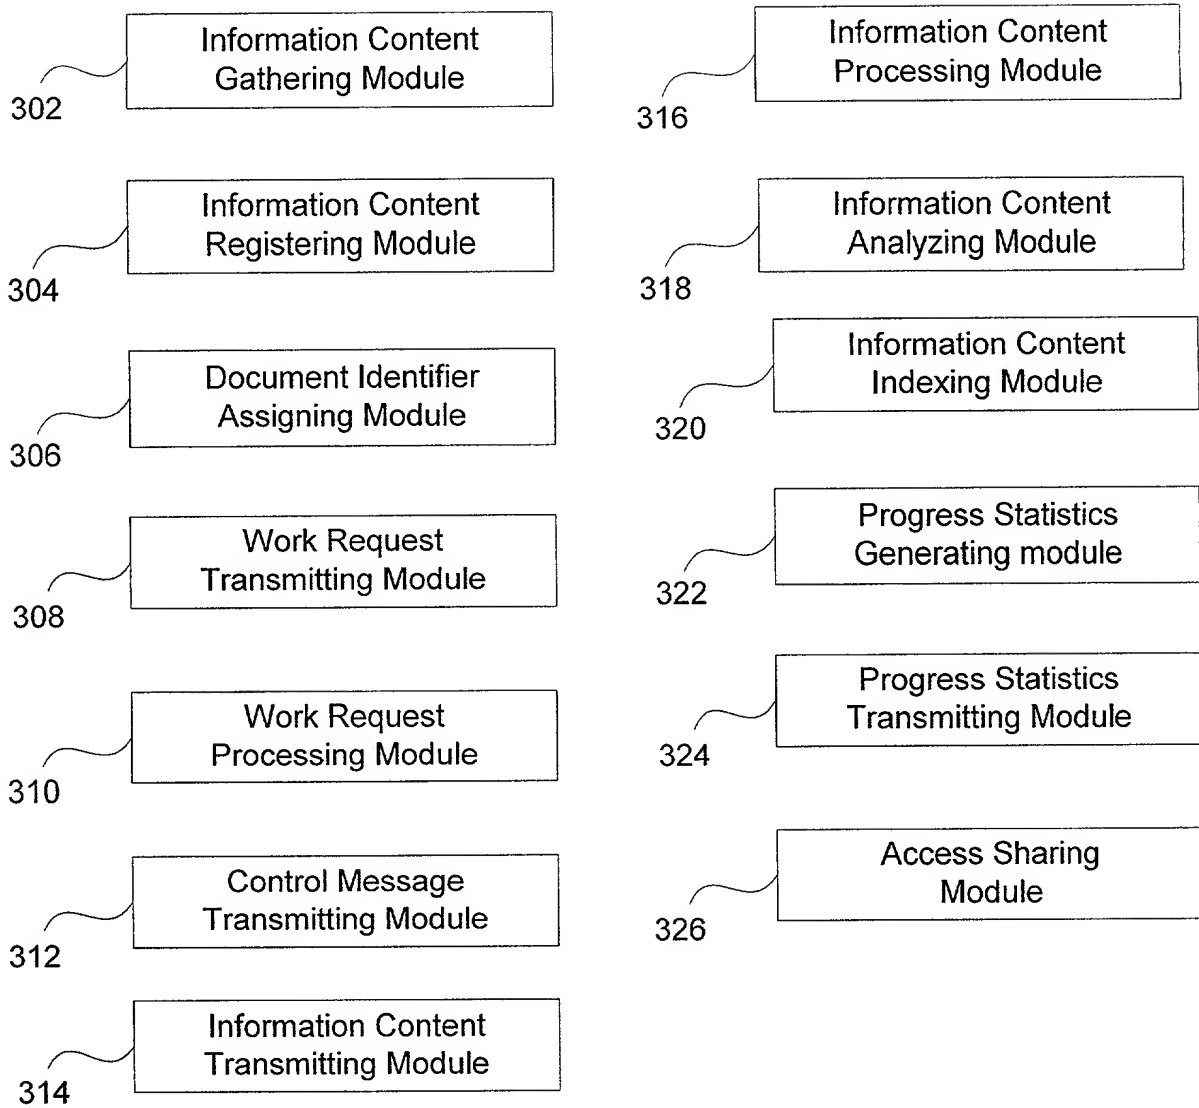 Information Content
Gathering Module
302
Information Content
Registering Module
304
Document Identifier
Assigning Module
306
Work Request
Transmitting Module
308
Work Request
Processing Module
310
Control Message
Transmitting Module
312
Information Content
Transmitting Module
314
Information Content
Processing Module
316
Information Content
Analyzing Module
318
Information Content
Indexing Module
320
Progress Statistics
Generating module
322
Progress Statistics
Transmitting Module
324
Access Sharing
Module
326